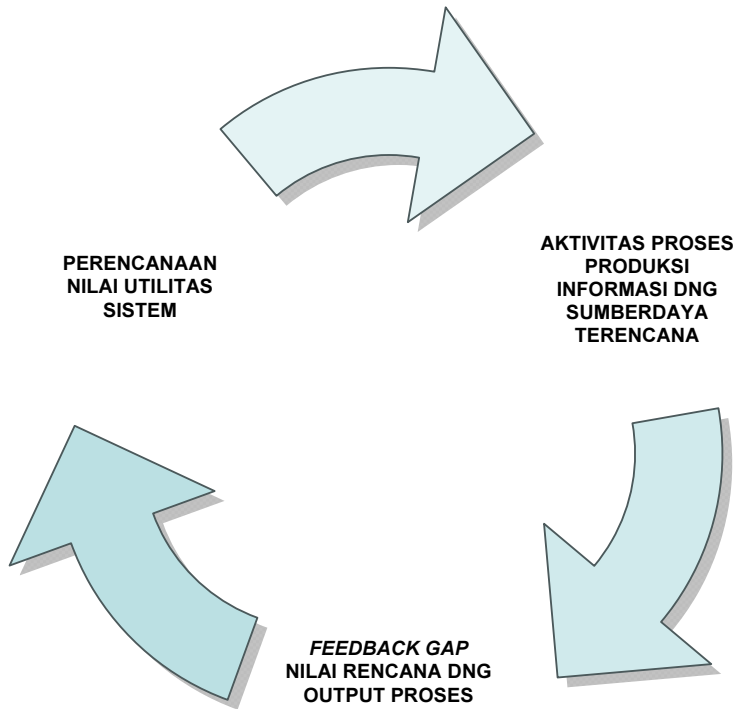 PERENCANAAN
NILAI UTILITAS
SISTEM
AKTIVITAS PROSES
PRODUKSI
INFORMASI DNG
SUMBERDAYA
TERENCANA
FEEDBACK GAP
NILAI RENCANA DNG
OUTPUT PROSES